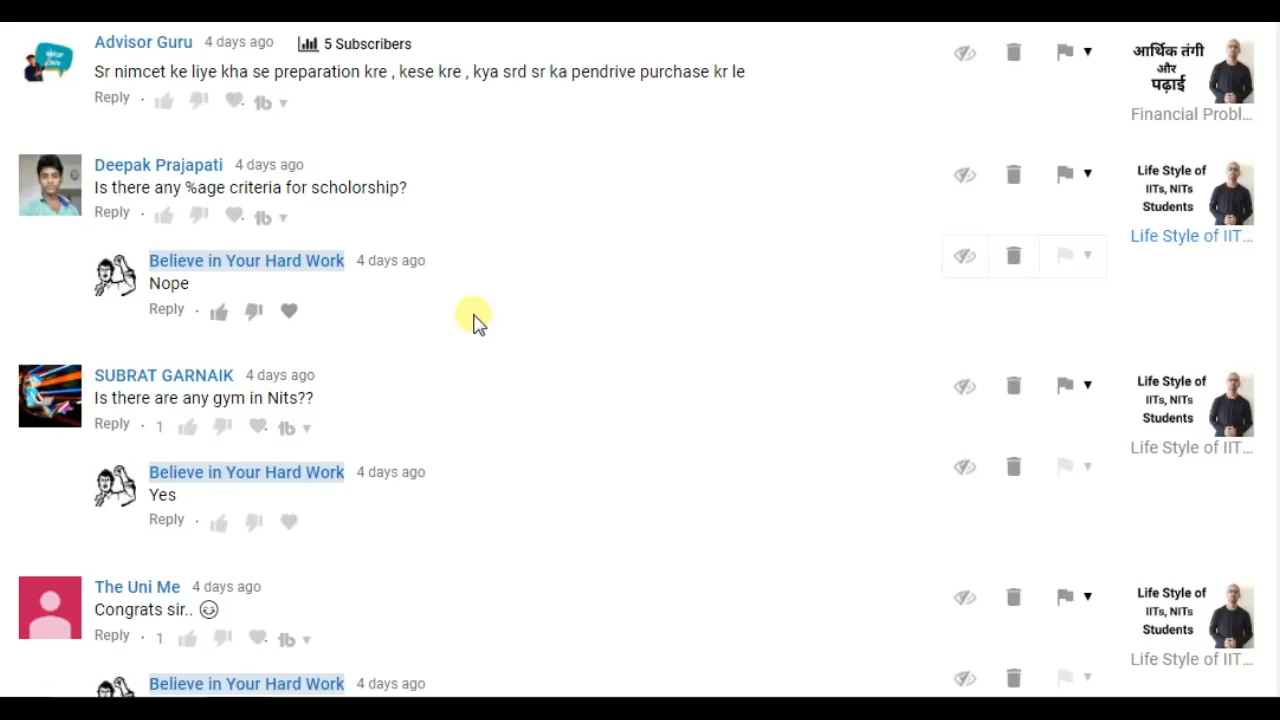 Advisor Guru 4 days ago 5 Subscribers
Sr nimcet ke liye kha se preparation kre , kese kre , kya srd sr ka pendrive purchase kr le
Reply ·
आर्थिक तंगी
और
पढ़ाई
Financial Probl...
Deepak Prajapati 4 days ago
Is there any %age criteria for scholorship?
Reply ·
Life Style of
IITs, NITs
Students
Life Style of IIT...
Believe in Your Hard Work 4 days ago
Nope
Reply ·
SUBRAT GARNAIK 4 days ago
Is there are any gym in Nits??
Reply · 1
Life Style of
IITs, NITs
Students
Life Style of IIT...
Believe in Your Hard Work 4 days ago
Yes
Reply ·
The Uni Me 4 days ago
Congrats sir..
Reply · 1
Life Style of
IITs, NITs
Students
Life Style of IIT...
Believe in Your Hard Work 4 days ago